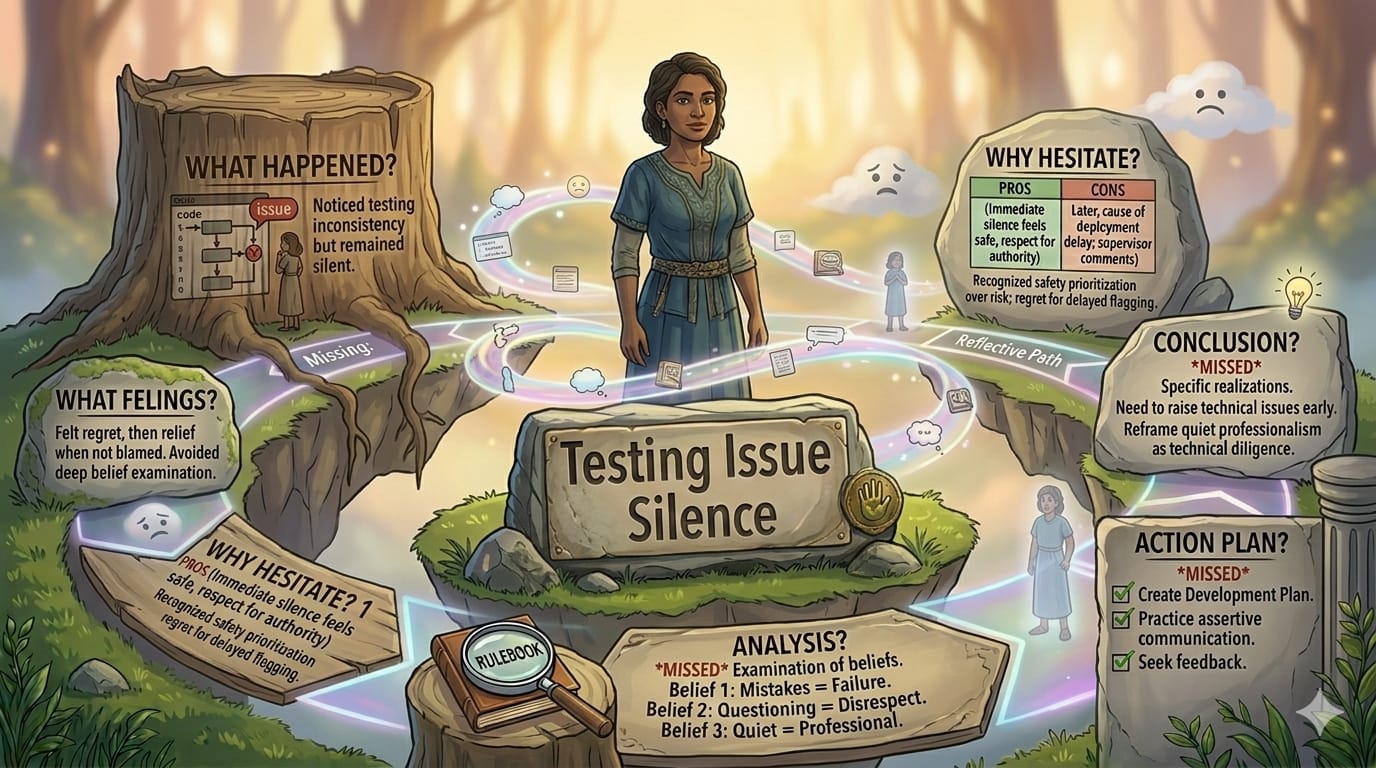 WHAT HAPPENED?
code
issue
Noticed testing
inconsistency
but remained
silent.
Missing:
WHAT FELINGS?
Felt regret, then relief
when not blamed. Avoided
deep belief examination.
WHY HESITATE? 1
PROS (Immediate silence feels
safe, respect for authority)
Recognized safety prioritization
regret for delayed flegging.
RULEBOOK
Testing Issue
Silence
ANALYSIS?
*MISSED* Examination of beliefs.
Belief 1: Mistakes = Failure.
Belief 2: Questioning = Disrespect.
Belief 3: Quiet = Professional.
WHY HESITATE?
PROS
(Immediate
silence feels
safe, respect for
authority)
CONS
Later, cause of
deployment
delay; supervisor
comments)
Recognized safety prioritization
over risk; regret for delayed flagging.
Reflective Path
CONCLUSION?
*MISSED*
Specific realizations.
Need to raise technical issues early.
Reframe quiet professionalism
as technical diligence.
ACTION PLAN?
*MISSED*
Create Development Plan.
Practice assertive
communication.
Seek feedback.